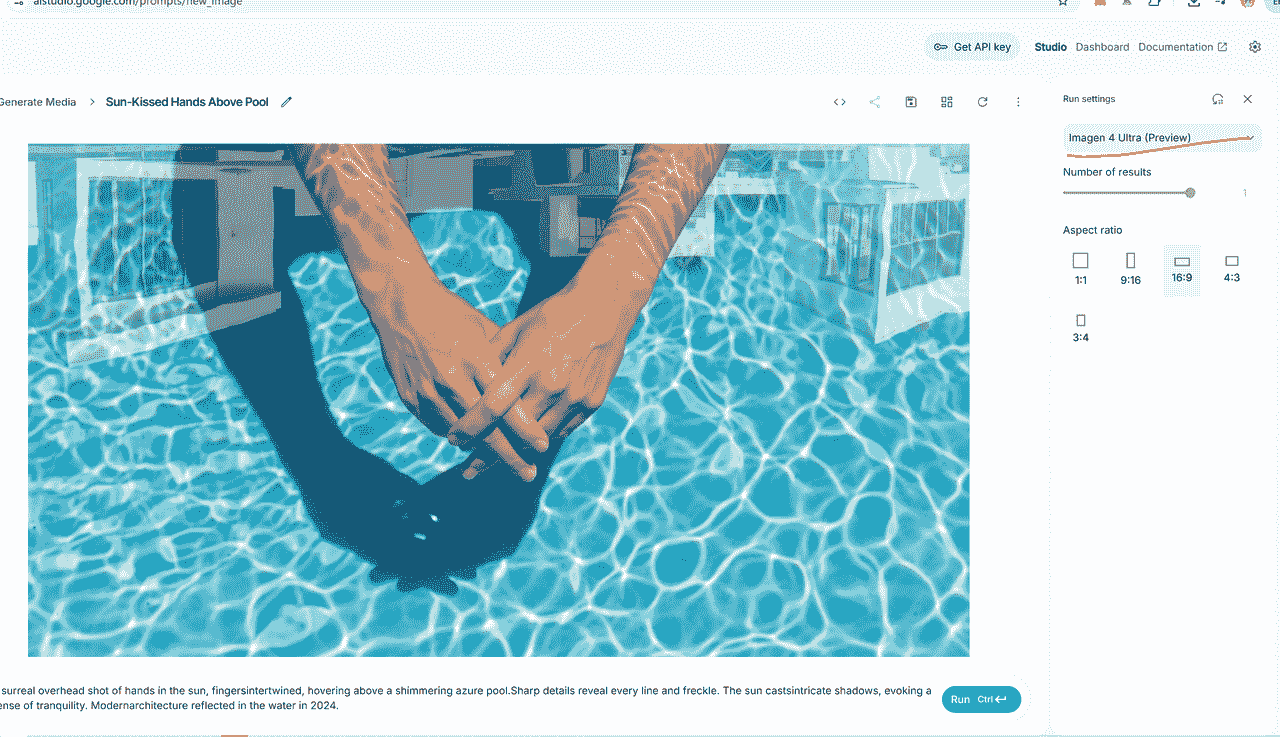 aistudio.google.com/prompts/new_image
Get API key
Studio
Dashboard
Documentation
Generate Media
Sun-Kissed Hands Above Pool
Run settings
Imagen 4 Ultra (Preview)
Number of results
1
Aspect ratio
1:1
9:16
16:9
4:3
3:4
surreal overhead shot of hands in the sun, fingersintertwined, hovering above a shimmering azure pool.Sharp details reveal every line and freckle. The sun castsintricate shadows, evoking a
ense of tranquility. Modernarchitecture reflected in the water in 2024.
Run Ctrl